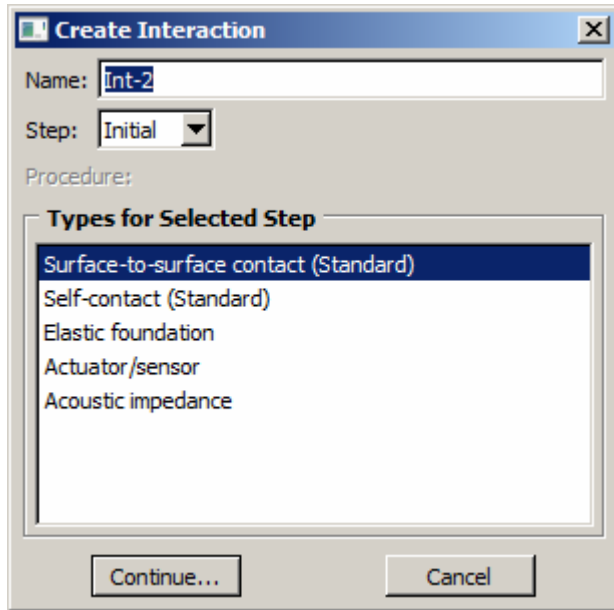 Create Interaction
Name: Int-2
Step: Initial
Procedure:
Types for Selected Step
Surface-to-surface contact (Standard)
Self-contact (Standard)
Elastic foundation
Actuator/sensor
Acoustic impedance
Continue... Cancel